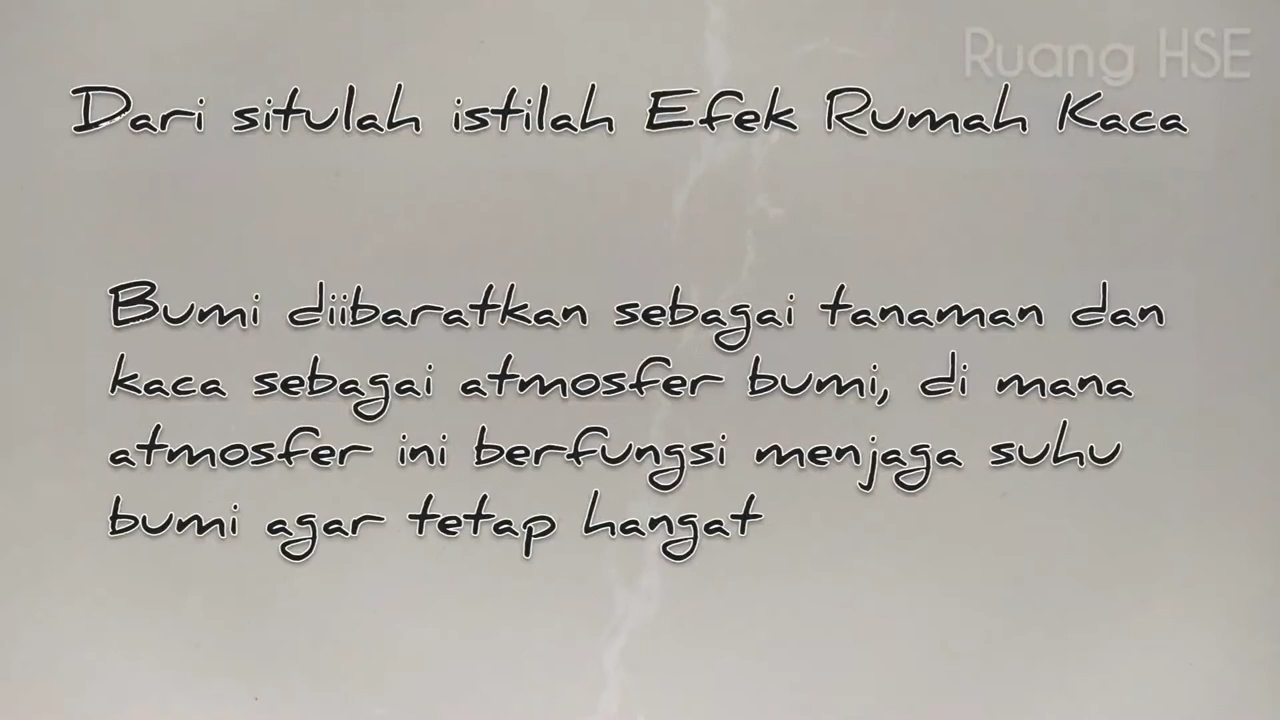 Ruang HSE
Dari situlah istilah Efek Rumah Kaca
Bumi diibaratkan sebagai tanaman dan
kaca sebagai atmosfer bumi, di mana
atmosfer ini berfungsi menjaga suhu
bumi agar tetap hangat